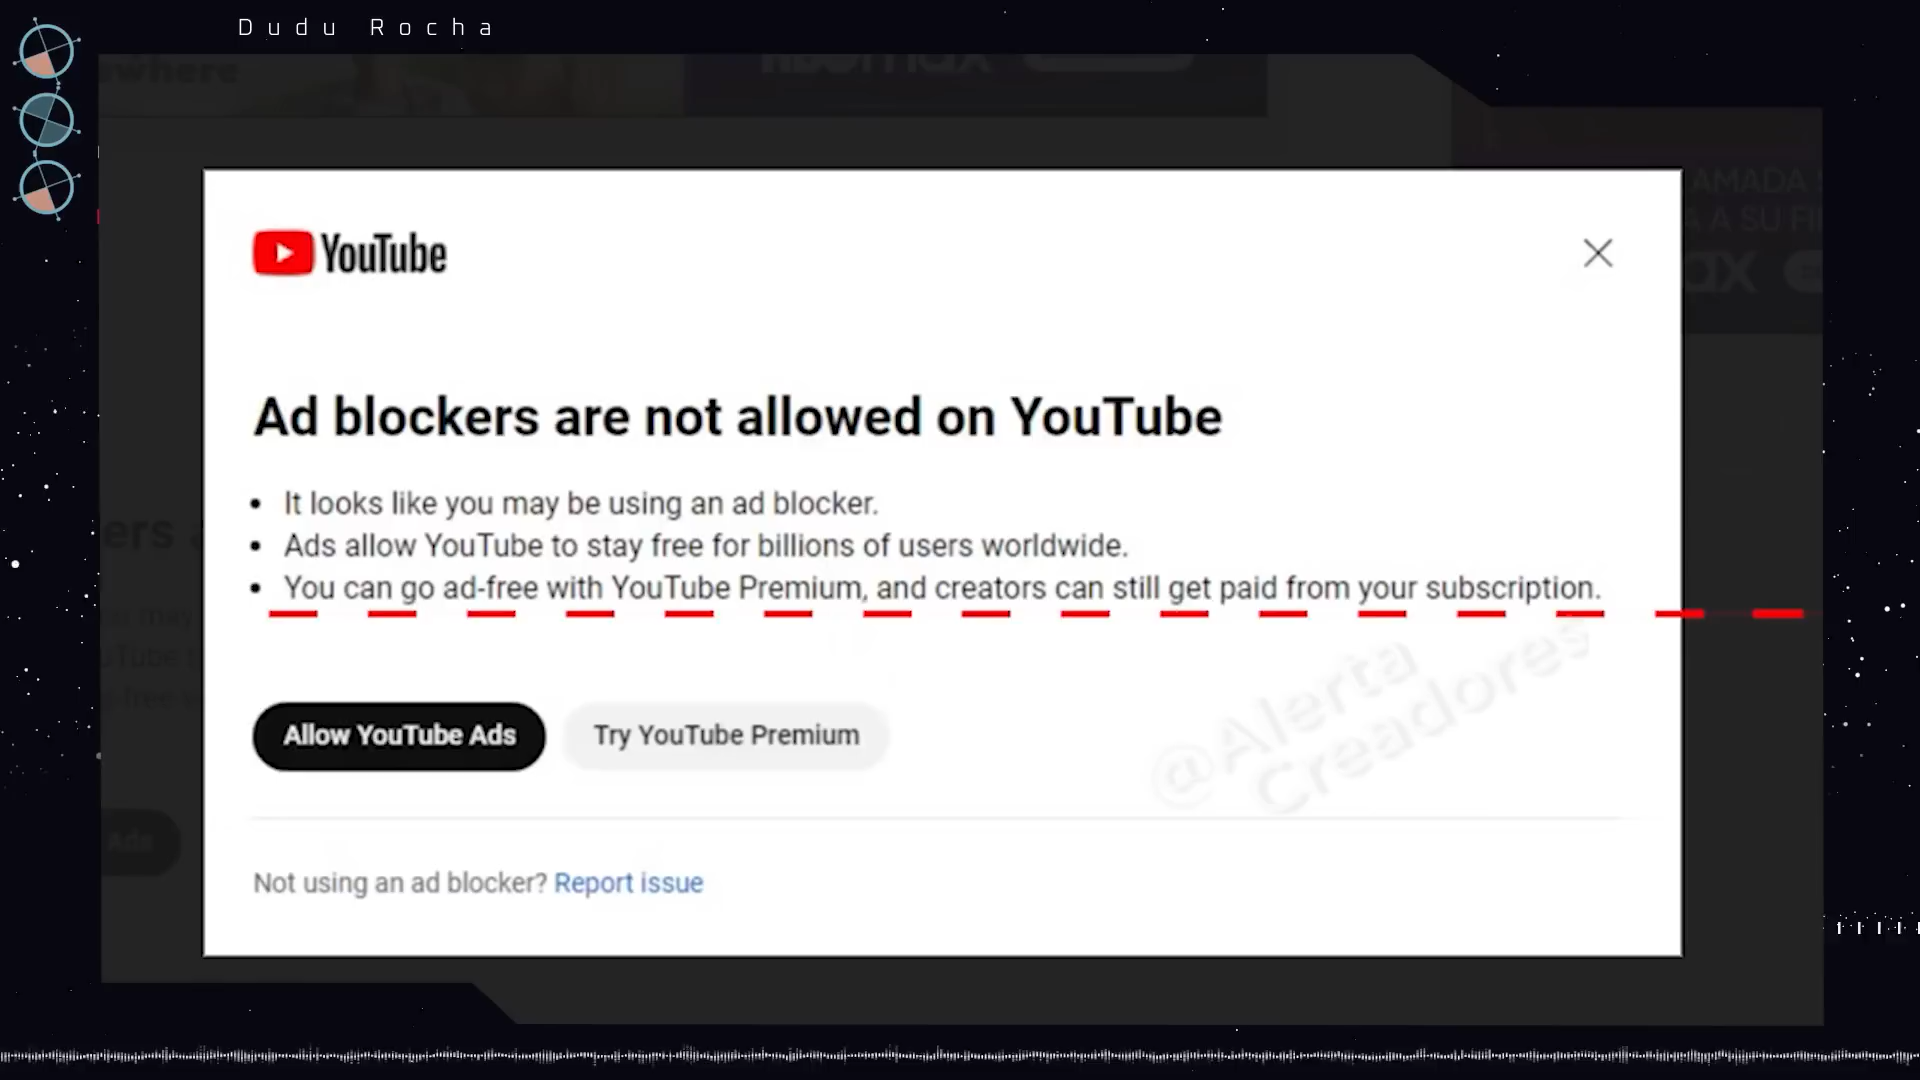 Dudu Rocha
YouTube
Ad blockers are not allowed on YouTube
• It looks like you may be using an ad blocker.
• Ads allow YouTube to stay free for billions of users worldwide.
• You can go ad-free with YouTube Premium, and creators can still get paid from your subscription.
@Alerta
Creadores
Allow YouTube Ads
Try YouTube Premium
Not using an ad blocker? Report issue
AMADA
A SU
Ads